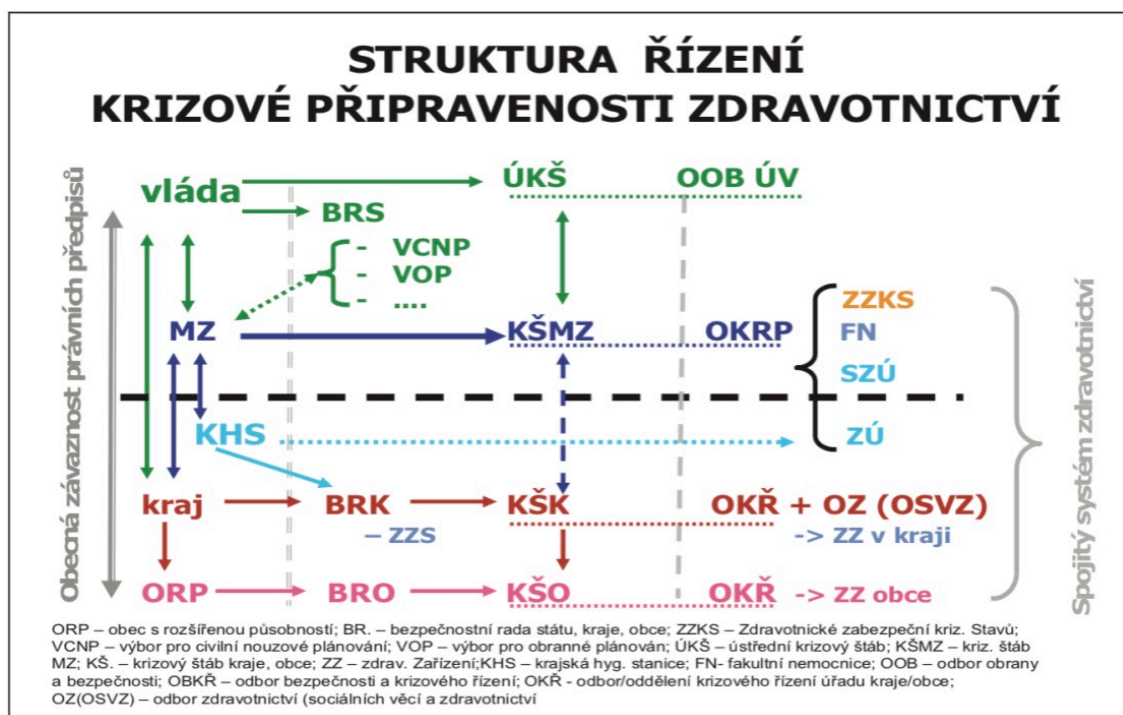 STRUKTURA ŘÍZENÍ
KRIZOVÉ PŘIPRAVENOSTI ZDRAVOTNICTVÍ
Obecná závaznost právních předpisů
vláda
ÚKŠ
OOB ÚV
BRS
- VCNP
- VOP
- ....
MZ
KŠMZ
OKRP
ZZKS
FN
SZÚ
KHS
ZÚ
kraj
BRK
KŠK
OKŘ + OZ (OSVZ)
– ZZS
-> ZZ v kraji
ORP
BRO
KŠO
OKŘ
-> ZZ obce
Spojitý systém zdravotnictví
ORP – obec s rozšířenou působností; BR. – bezpečnostní rada státu, kraje, obce; ZZKS – Zdravotnické zabezpeční kriz. Stavů;
VCNP – výbor pro civilní nouzové plánování; VOP – výbor pro obranné plánován; ÚKŠ – ústřední krizový štáb; KŠMZ – kriz. štáb
MZ; KŠ. – krizový štáb kraje, obce; ZZ – zdrav. Zařízení;KHS – krajská hyg. stanice; FN- fakultní nemocnice; OOB – odbor obrany
a bezpečnosti; OBKŘ – odbor bezpečnosti a krizového řízení; OKŘ - odbor/oddělení krizového řízení úřadu kraje/obce;
OZ(OSVZ) – odbor zdravotnictví (sociálních věcí a zdravotnictví